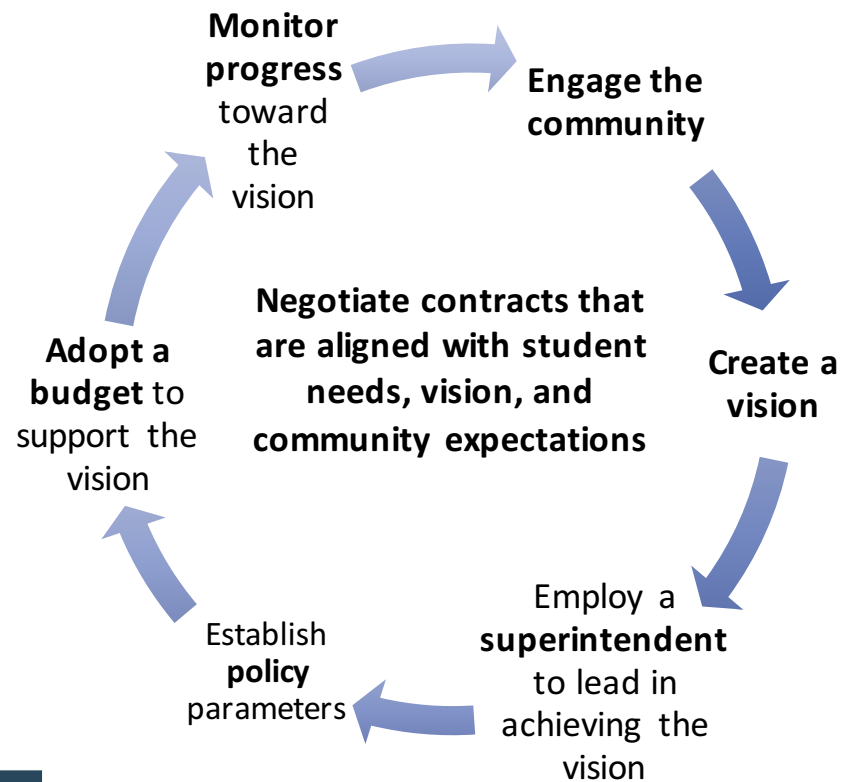 Monitor
progress
toward
the
vision
Engage the
community
Create a
vision
Employ a
superintendent
to lead in
achieving the
vision
Establish
policy
parameters
Adopt a
budget to
support the
vision
Negotiate contracts that
are aligned with student
needs, vision, and
community expectations